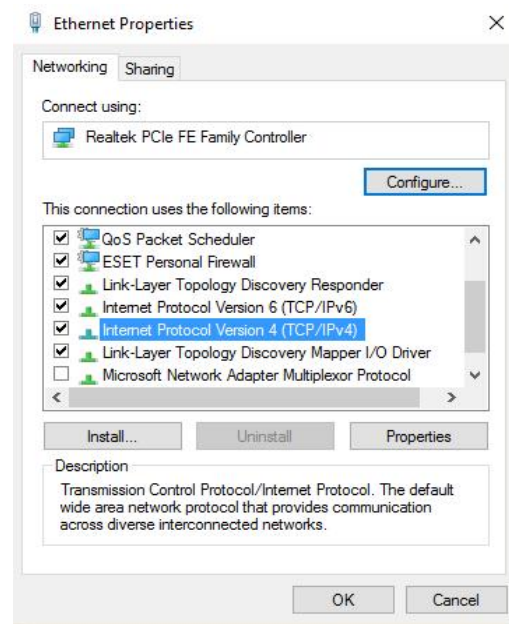 Ethernet Properties
Networking Sharing
Connect using:
Realtek PCIe FE Family Controller
Configure...
This connection uses the following items:
QoS Packet Scheduler
ESET Personal Firewall
Link-Layer Topology Discovery Responder
Internet Protocol Version 6 (TCP/IPv6)
Internet Protocol Version 4 (TCP/IPv4)
Link-Layer Topology Discovery Mapper I/O Driver
Microsoft Network Adapter Multiplexor Protocol
Install... Uninstall Properties
Description
Transmission Control Protocol/Internet Protocol. The default
wide area network protocol that provides communication
across diverse interconnected networks.
OK Cancel